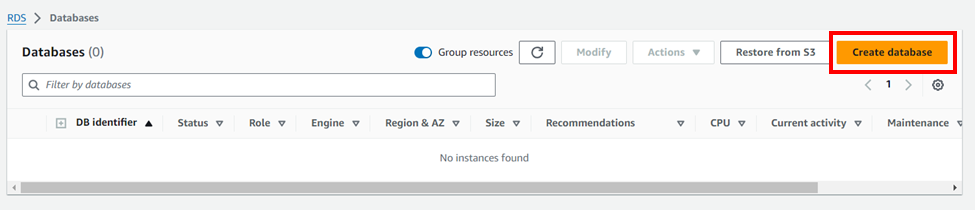 RDS > Databases
Databases (0) Group resources Modify Actions Restore from S3 Create database
Filter by databases 1
DB identifier Status Role Engine Region & AZ Size Recommendations CPU Current activity Maintenance
No instances found